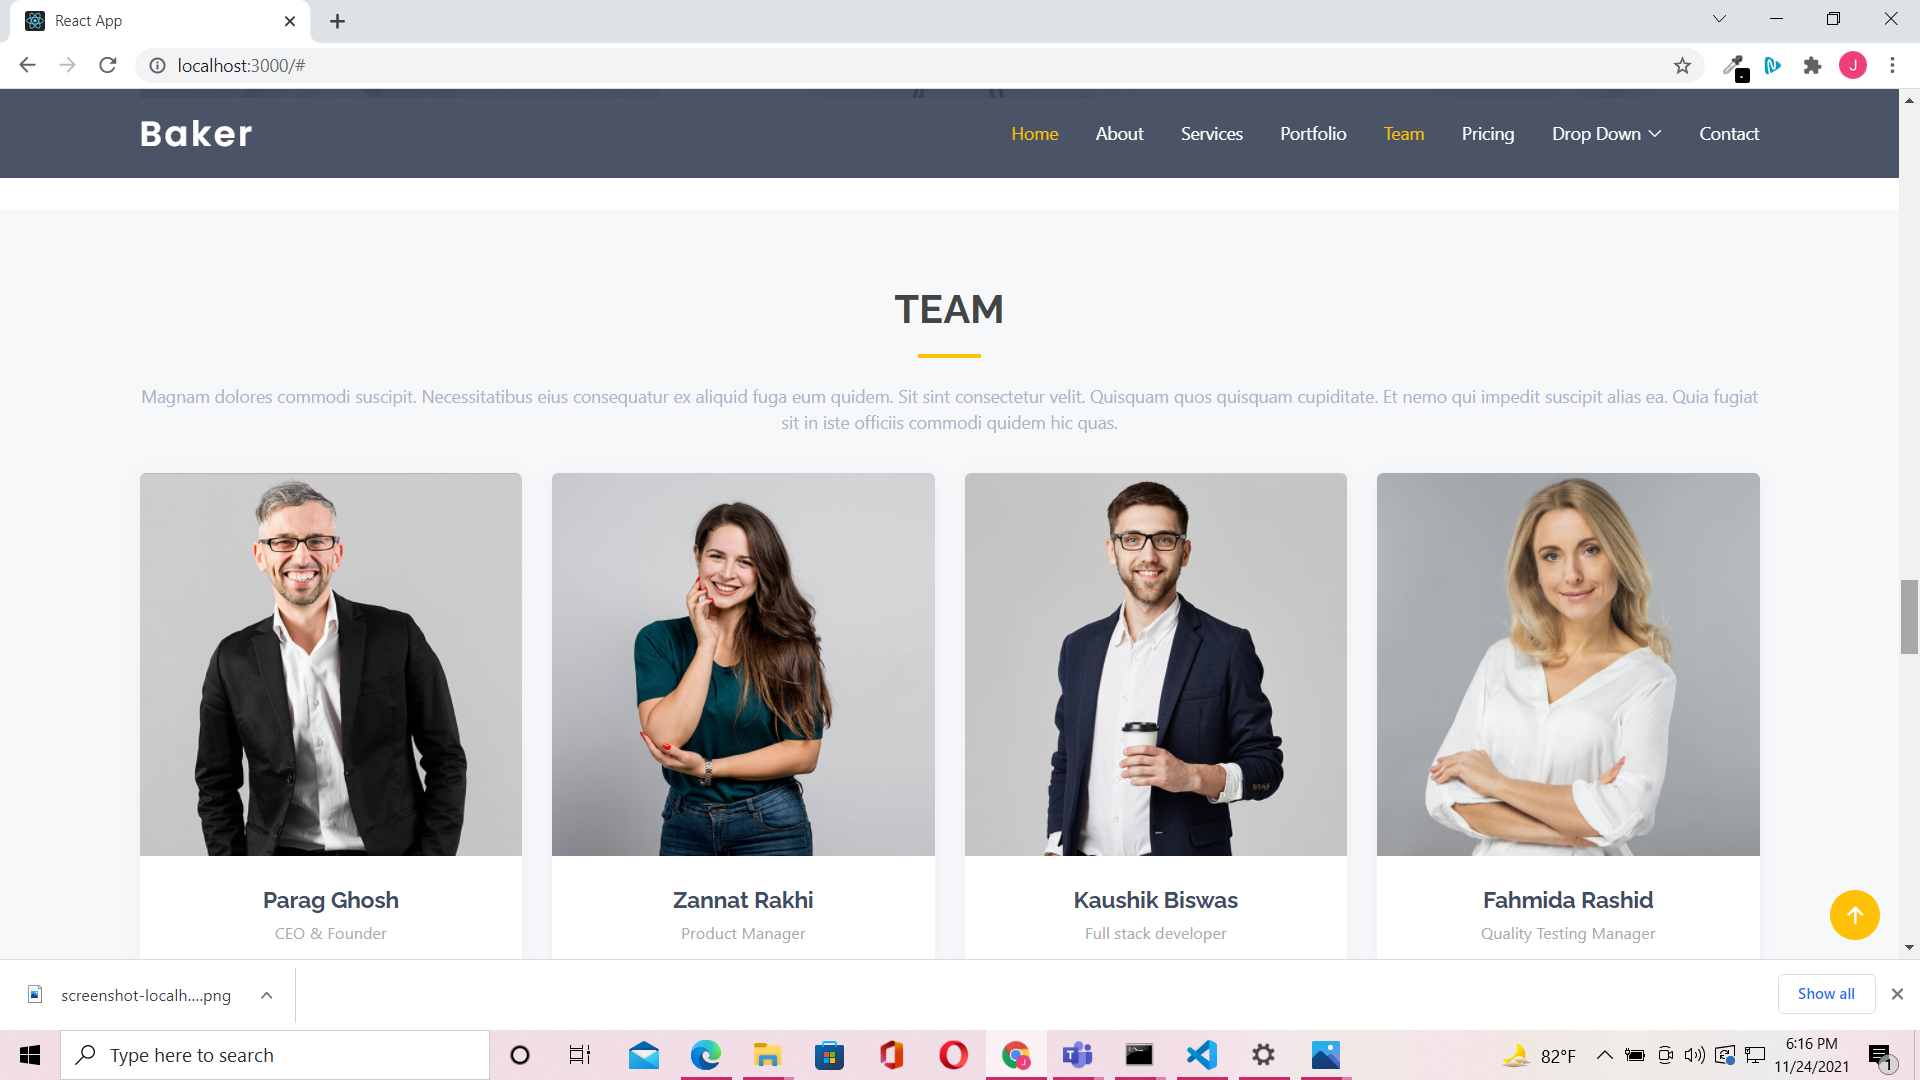 React App
localhost:3000/#
J
Baker
Home About Services Portfolio Team Pricing Drop Down Contact
TEAM
Magnam dolores commodi suscipit. Necessitatibus eius consequatur ex aliquid fuga eum quidem. Sit sint consectetur velit. Quisquam quos quisquam cupiditate. Et nemo qui impedit suscipit alias ea. Quia fugiat
sit in iste officiis commodi quidem hic quas.
Parag Ghosh
CEO & Founder
Zannat Rakhi
Product Manager
Kaushik Biswas
Full stack developer
Fahmida Rashid
Quality Testing Manager
screenshot-localh....png
Show all
Type here to search
82°F
6:16 PM
11/24/2021
1